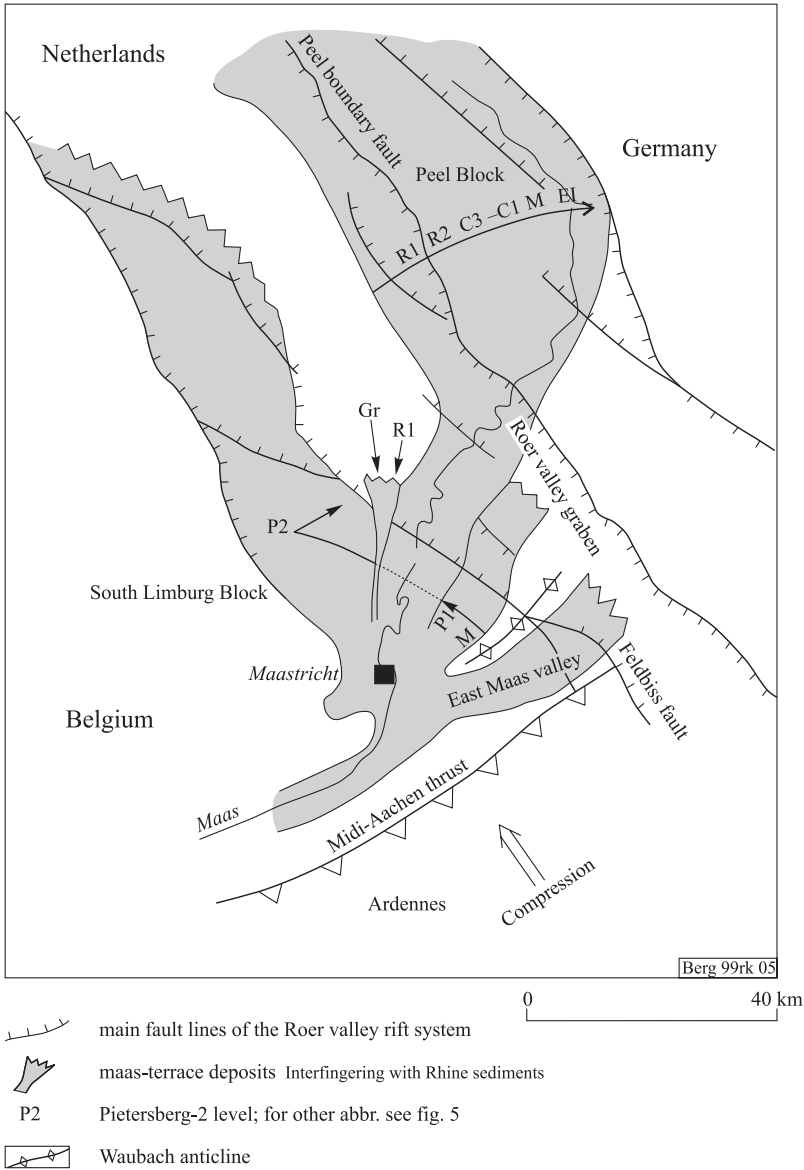 Netherlands
Germany
Peel boundary fault
Peel Block
R1 R2 C3 –C1 M EI
Gr
R1
Roer valley graben
P2
South Limburg Block
P1
M
Maastricht
East Maas valley
Feldbiss fault
Belgium
Maas
Midi-Aachen thrust
Compression
Ardennes
Berg 99rk 05
0 40 km
main fault lines of the Roer valley rift system
maas-terrace deposits Interfingering with Rhine sediments
P2 Pietersberg-2 level; for other abbr. see fig. 5
Waubach anticline